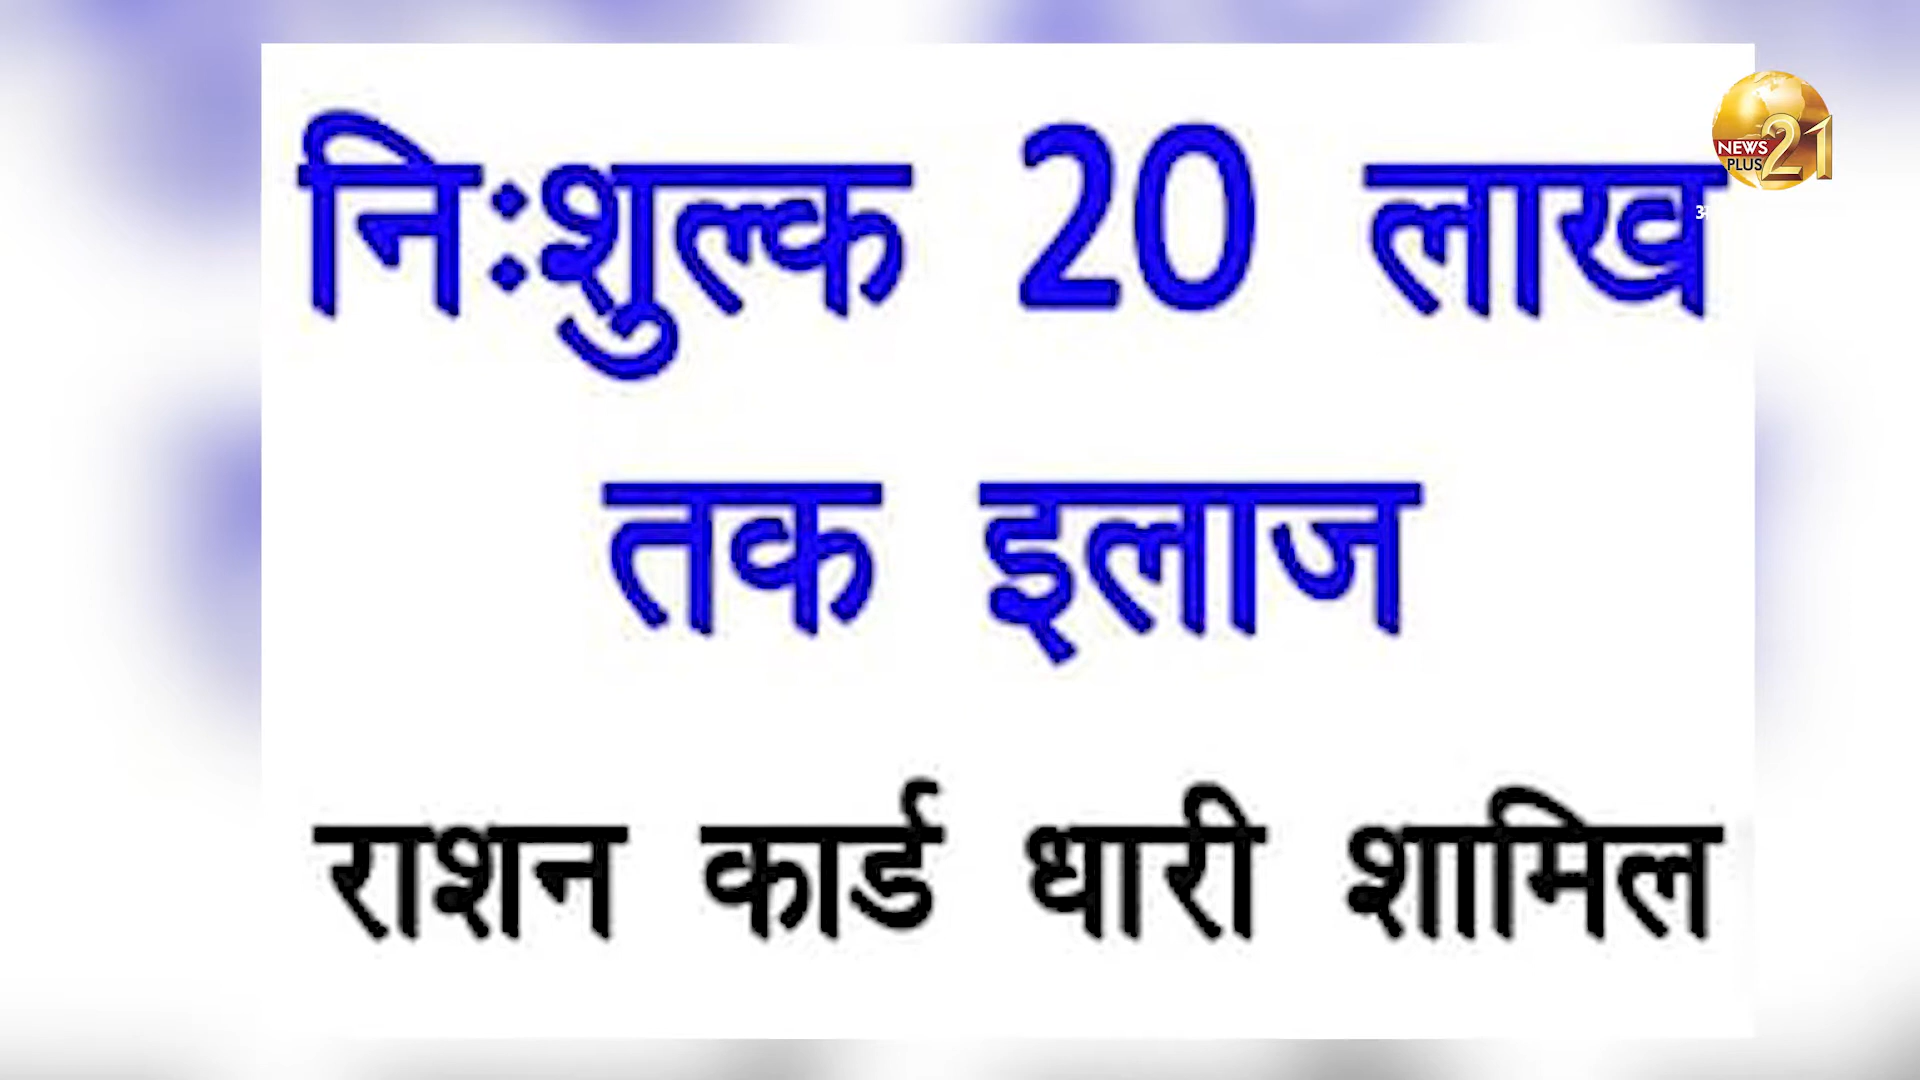 नि:शुल्क 20 लाख
NEWS
PLUS 21
तक इलाज
राशन कार्ड धारी शामिल